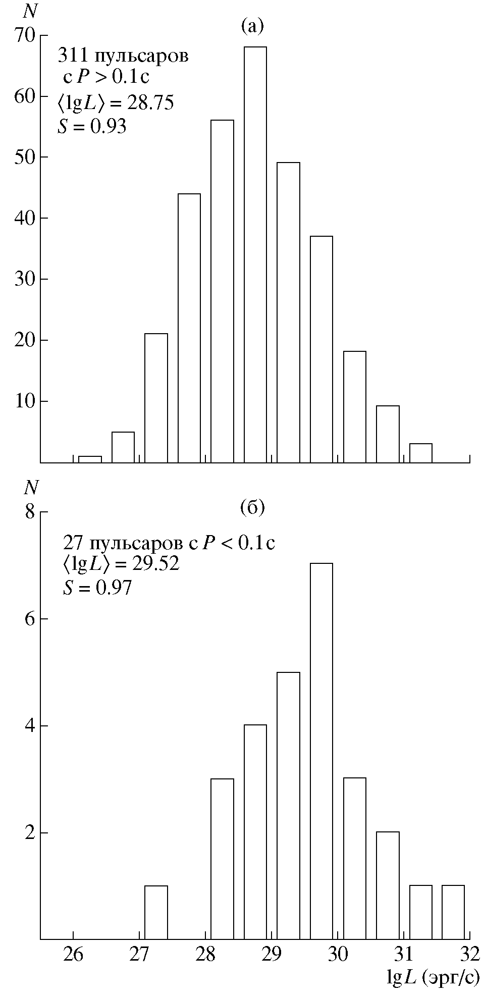 N
(а)
70
311 пульсаров
с P > 0.1с
60
⟨lgL⟩ = 28.75
S = 0.93
50
40
30
20
10
N
(б)
8
27 пульсаров с P < 0.1с
⟨lgL⟩ = 29.52
S = 0.97
6
4
2
26 27 28 29 30 31 32
lgL (эрг/с)